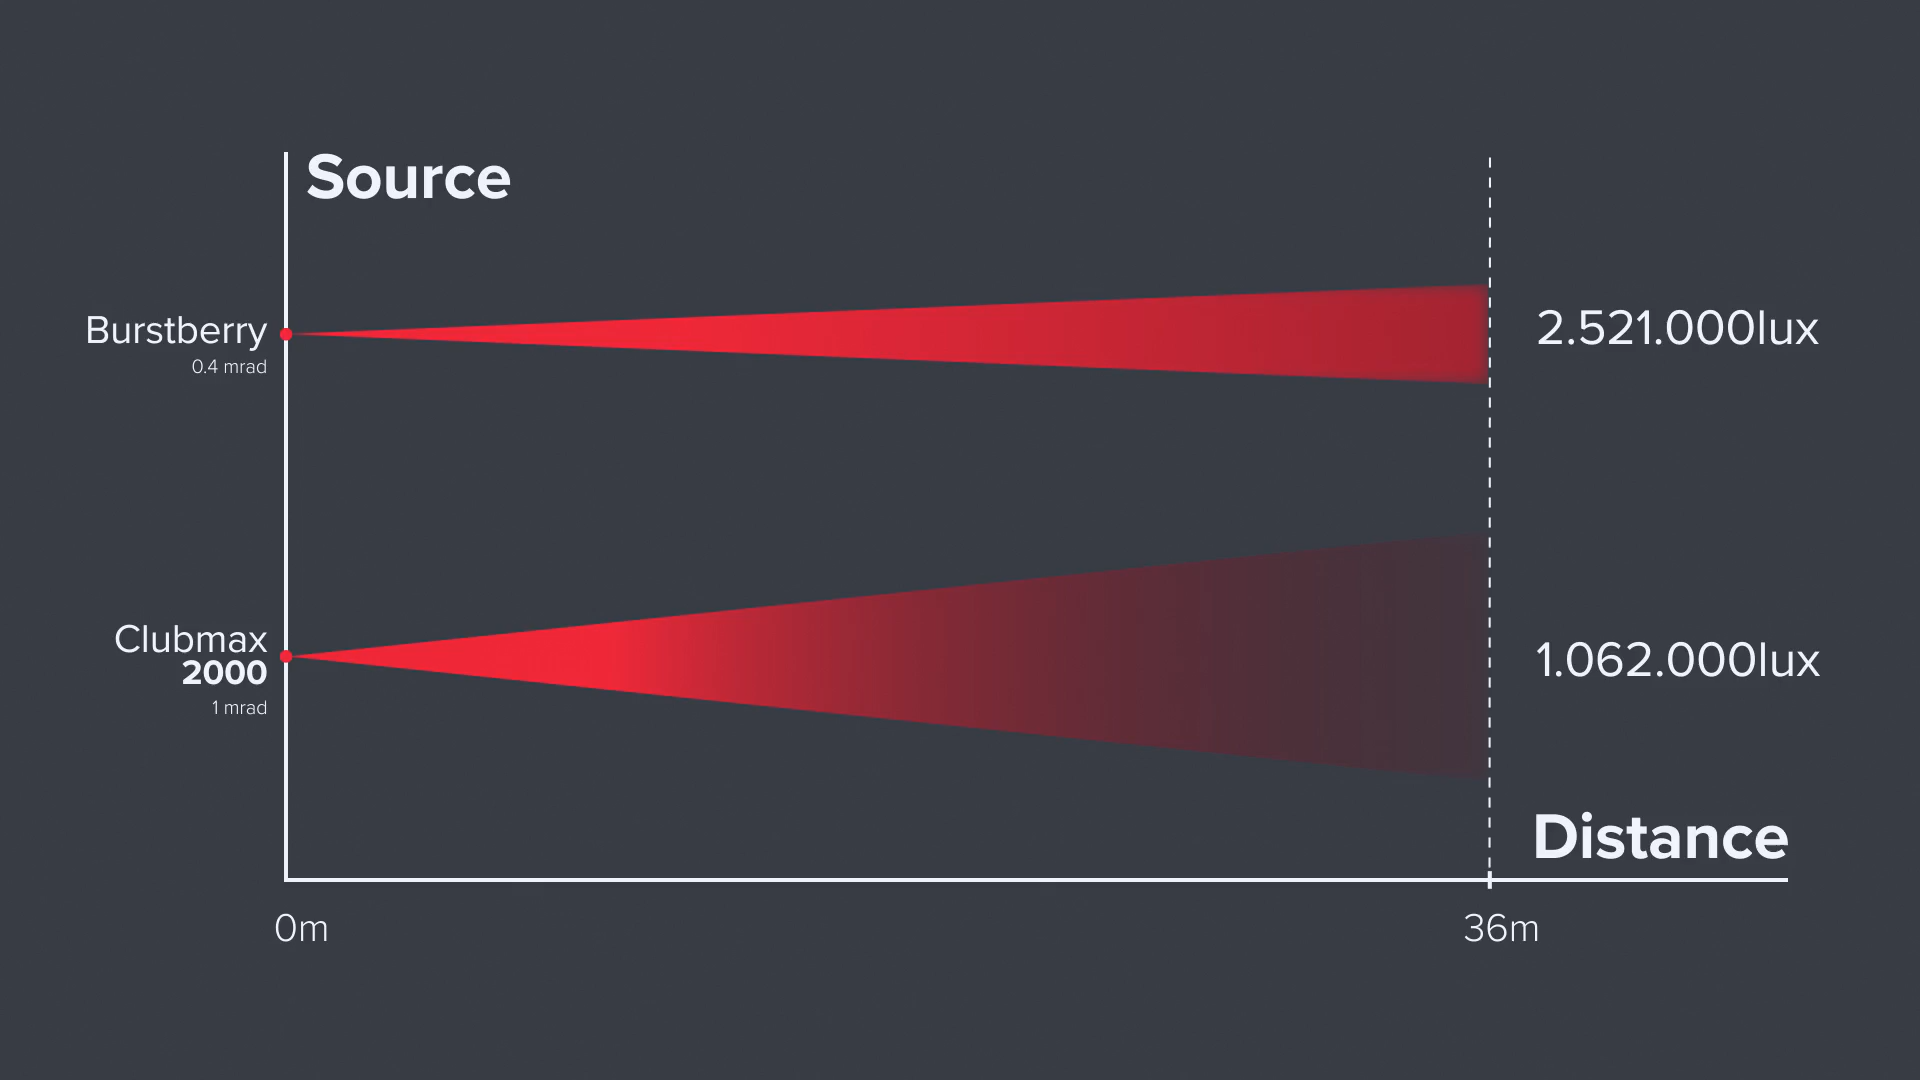 Source
Burstberry
0.4 mrad
2.521.000lux
Clubmax
2000
1 mrad
1.062.000lux
Distance
0m
36m